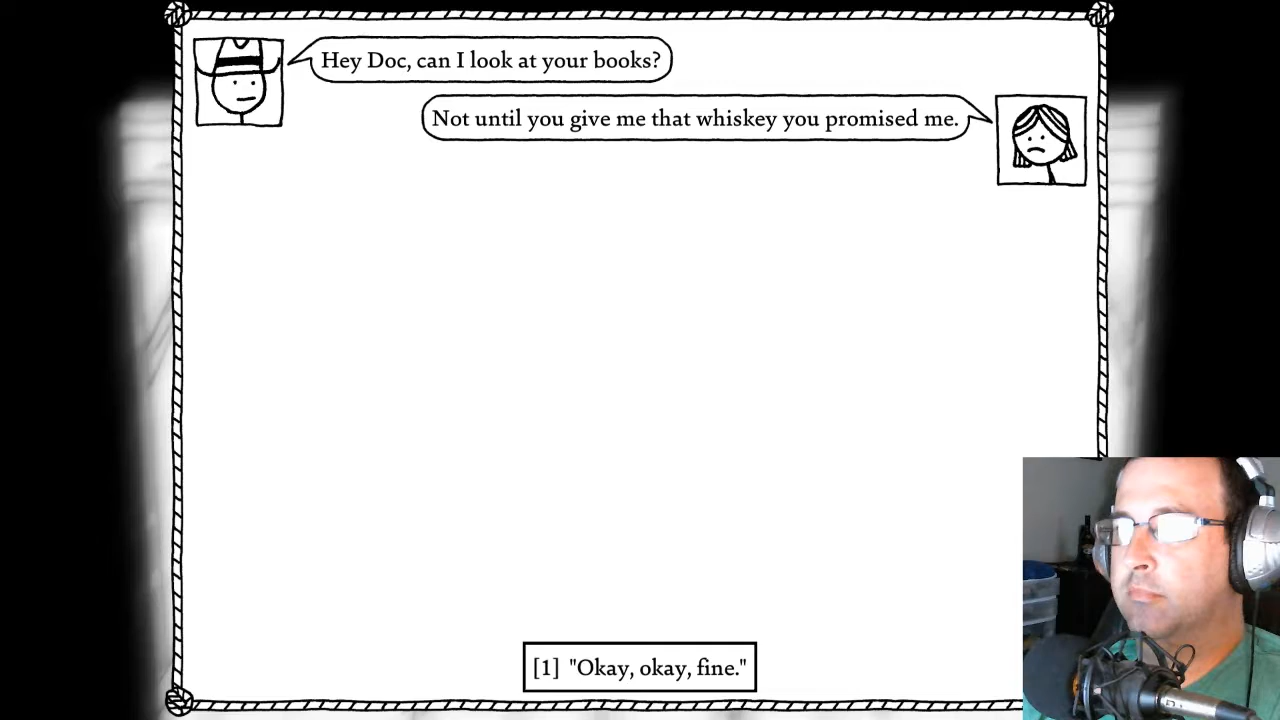 Hey Doc, can I look at your books?
Not until you give me that whiskey you promised me.
[1] "Okay, okay, fine."